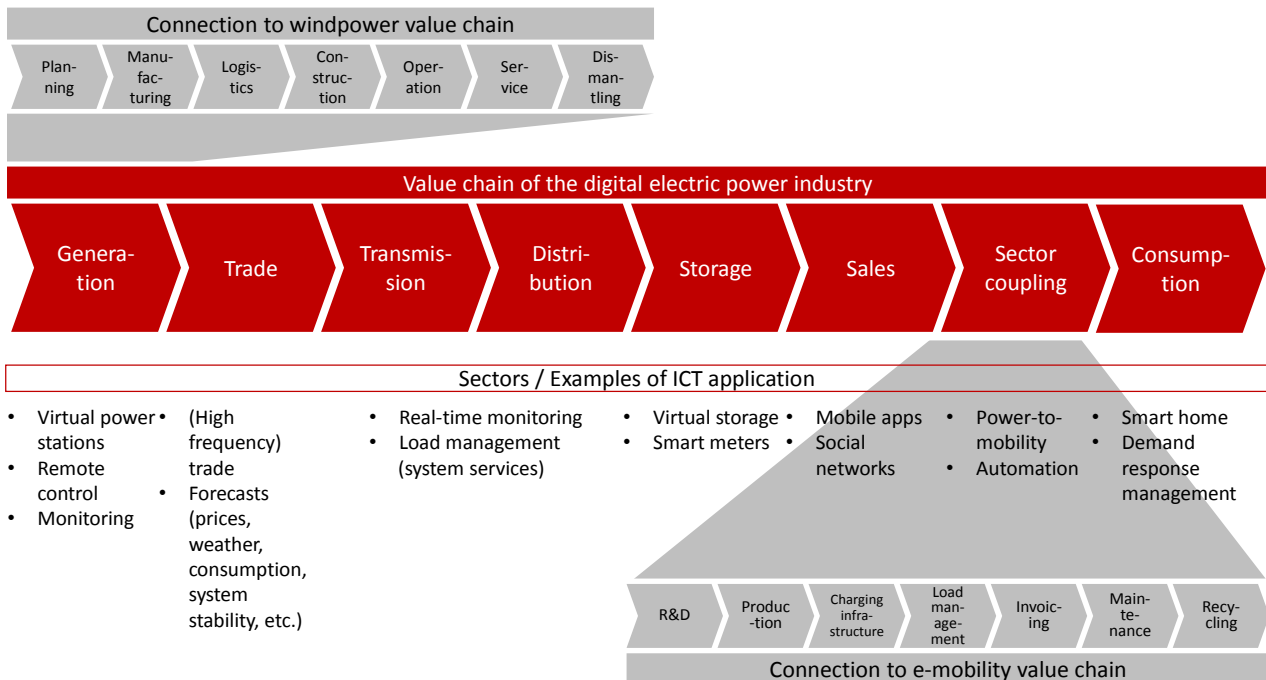 Connection to windpower value chain
Plan-
ning
Manu-
fac-
turing
Logis-
tics
Con-
struc-
tion
Oper-
ation
Ser-
vice
Dis-
man-
tling
Value chain of the digital electric power industry
Genera-
tion
Trade
Transmis-
sion
Distri-
bution
Storage
Sales
Sector
coupling
Consump-
tion
Sectors / Examples of ICT application
• Virtual power
stations
• Remote
control
• Monitoring
• (High
frequency)
trade
• Forecasts
(prices,
weather,
consumption,
system
stability, etc.)
• Real-time monitoring
• Load management
(system services)
• Virtual storage
• Smart meters
• Mobile apps
• Social
networks
• Power-to-
mobility
• Automation
• Smart home
• Demand
response
management
R&D
Produc
-tion
Charging
infra-
structure
Load
man-
age-
ment
Invoic-
ing
Main-
te-
nance
Recy-
cling
Connection to e-mobility value chain